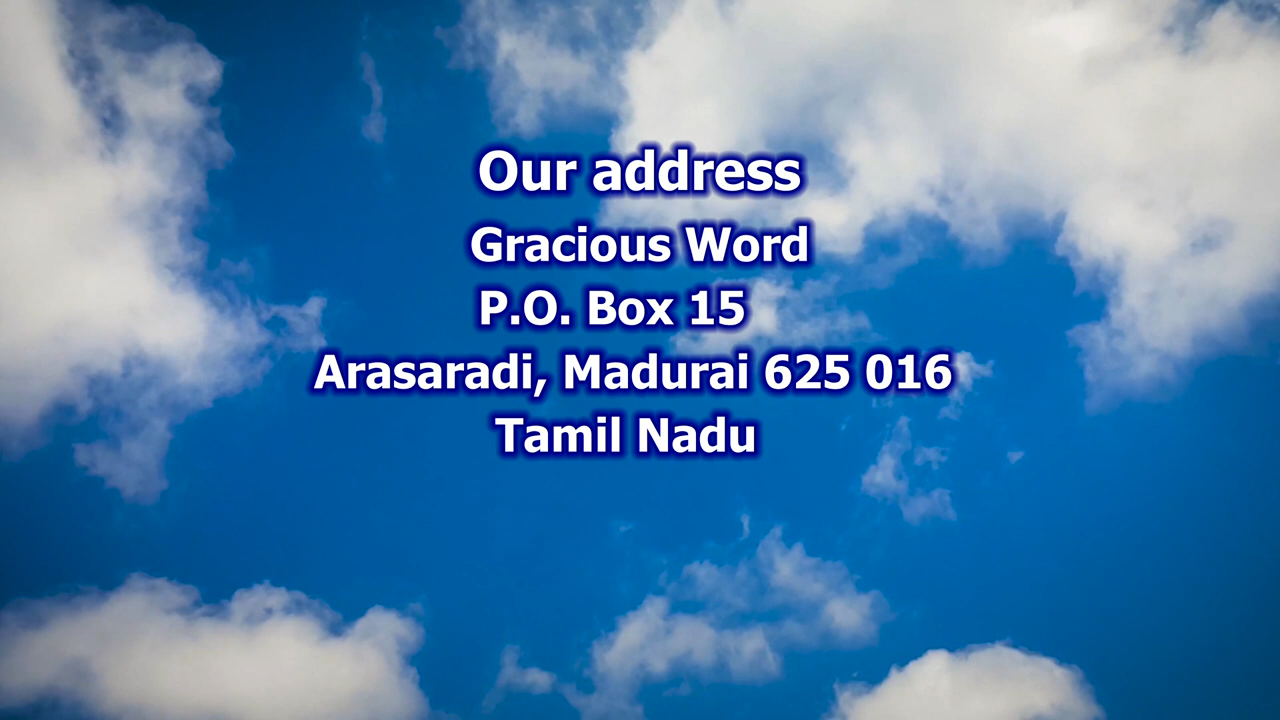 Our address
Gracious Word
P.O. Box 15
Arasaradi, Madurai 625 016
Tamil Nadu